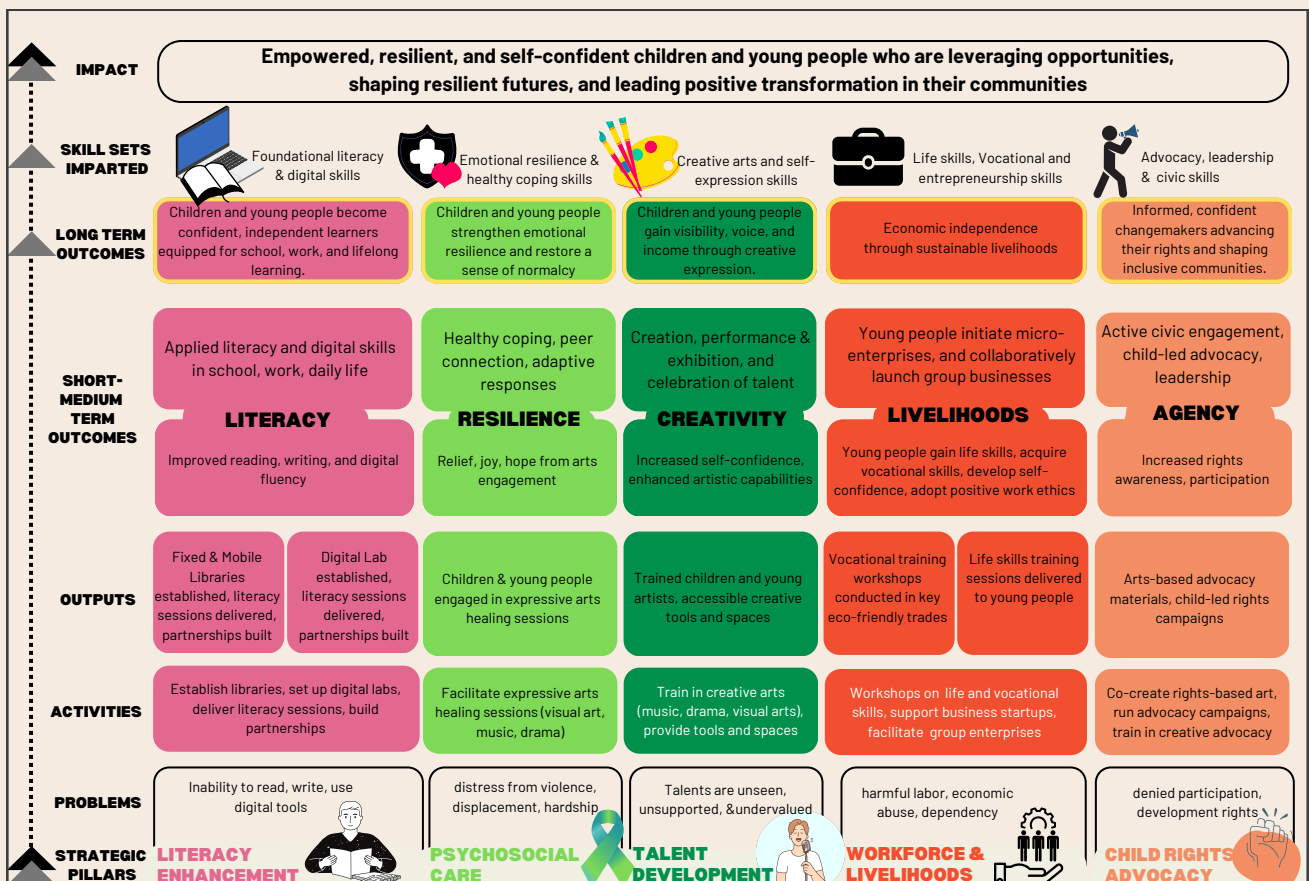 IMPACT
Empowered, resilient, and self-confident children and young people who are leveraging opportunities,
shaping resilient futures, and leading positive transformation in their communities
SKILL SETS
IMPARTED
Foundational literacy
& digital skills
Emotional resilience &
healthy coping skills
Creative arts and self-
expression skills
Life skills, Vocational and
entrepreneurship skills
Advocacy, leadership
& civic skills
LONG TERM
OUTCOMES
Children and young people become
confident, independent learners
equipped for school, work, and lifelong
learning.
Children and young people
strengthen emotional
resilience and restore a
sense of normalcy
Children and young people
gain visibility, voice, and
income through creative
expression.
Economic independence
through sustainable livelihoods
Informed, confident
changemakers advancing
their rights and shaping
inclusive communities.
SHORT-
MEDIUM
TERM
OUTCOMES
Applied literacy and digital skills
in school, work, daily life
Healthy coping, peer
connection, adaptive
responses
Creation, performance &
exhibition, and
celebration of talent
Young people initiate micro-
enterprises, and collaboratively
launch group businesses
Active civic engagement,
child-led advocacy,
leadership
LITERACY
RESILIENCE
CREATIVITY
LIVELIHOODS
AGENCY
Improved reading, writing, and digital
fluency
Relief, joy, hope from arts
engagement
Increased self-confidence,
enhanced artistic capabilities
Young people gain life skills, acquire
vocational skills, develop self-
confidence, adopt positive work ethics
Increased rights
awareness, participation
OUTPUTS
Fixed & Mobile
Libraries
established, literacy
sessions delivered,
partnerships built
Digital Lab
established,
literacy sessions
delivered,
partnerships built
Children & young people
engaged in expressive arts
healing sessions
Trained children and young
artists, accessible creative
tools and spaces
Vocational training
workshops
conducted in key
eco-friendly trades
Life skills training
sessions delivered
to young people
Arts-based advocacy
materials, child-led rights
campaigns
ACTIVITIES
Establish libraries, set up digital labs,
deliver literacy sessions, build
partnerships
Facilitate expressive arts
healing sessions (visual art,
music, drama)
Train in creative arts
(music, drama, visual arts),
provide tools and spaces
Workshops on life and vocational
skills, support business startups,
facilitate group enterprises
Co-create rights-based art,
run advocacy campaigns,
train in creative advocacy
PROBLEMS
Inability to read, write, use
digital tools
distress from violence,
displacement, hardship
Talents are unseen,
unsupported, &undervalued
harmful labor, economic
abuse, dependency
denied participation,
development rights
STRATEGIC
PILLARS
LITERACY
ENHANCEMENT
PSYCHOSOCIAL
CARE
TALENT
DEVELOPMENT
WORKFORCE &
LIVELIHOODS
CHILD RIGHTS
ADVOCACY